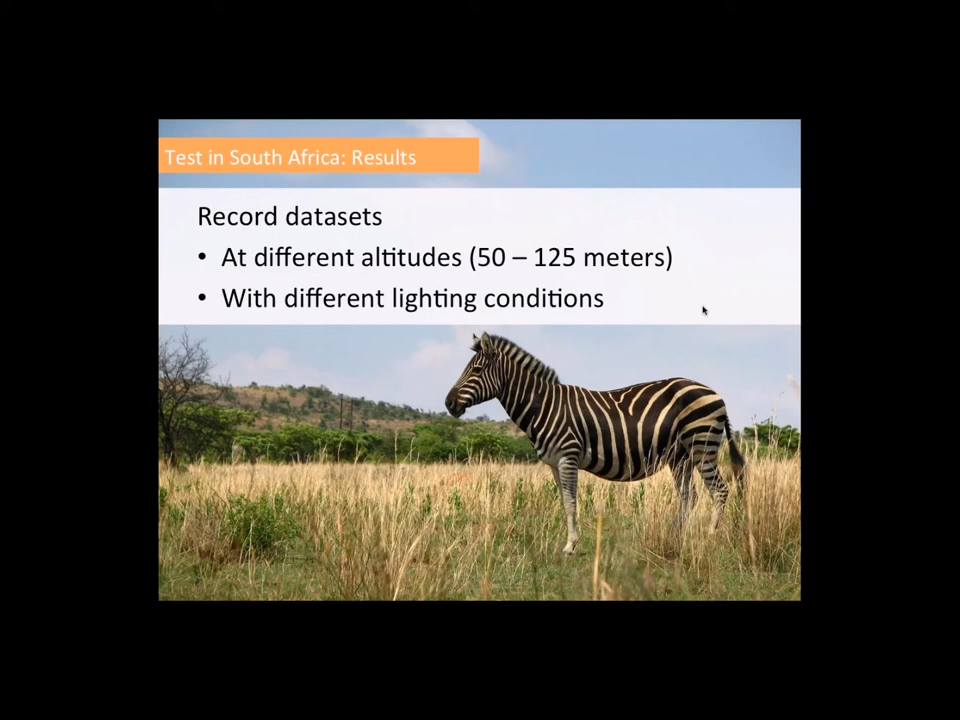 Test in South Africa: Results
Record datasets
• At different altitudes (50 – 125 meters)
• With different lighting conditions